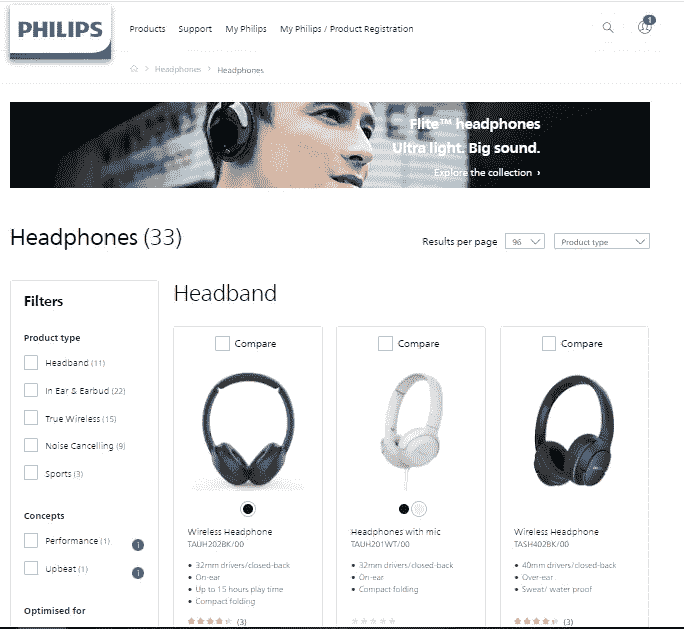 PHILIPS
Products Support My Philips My Philips / Product Registration
1
Headphones > Headphones
Flite™ headphones
Ultra light. Big sound.
Explore the collection ›
Headphones (33)
Results per page 96 Product type
Filters
Product type
Headband (11)
In Ear & Earbud (22)
True Wireless (15)
Noise Cancelling (9)
Sports (3)
Concepts
Performance (1) i
Upbeat (1) i
Optimised for
Headband
Compare
Wireless Headphone
TAUH202BK/00
• 32mm drivers/closed-back
• On-ear
• Up to 15 hours play time
• Compact folding
(3)
Compare
Headphones with mic
TAUH201WT/00
• 32mm drivers/closed-back
• On-ear
• Compact folding
Compare
Wireless Headphone
TASH402BK/00
• 40mm drivers/closed-back
• Over-ear
• Sweat/ water proof
(3)